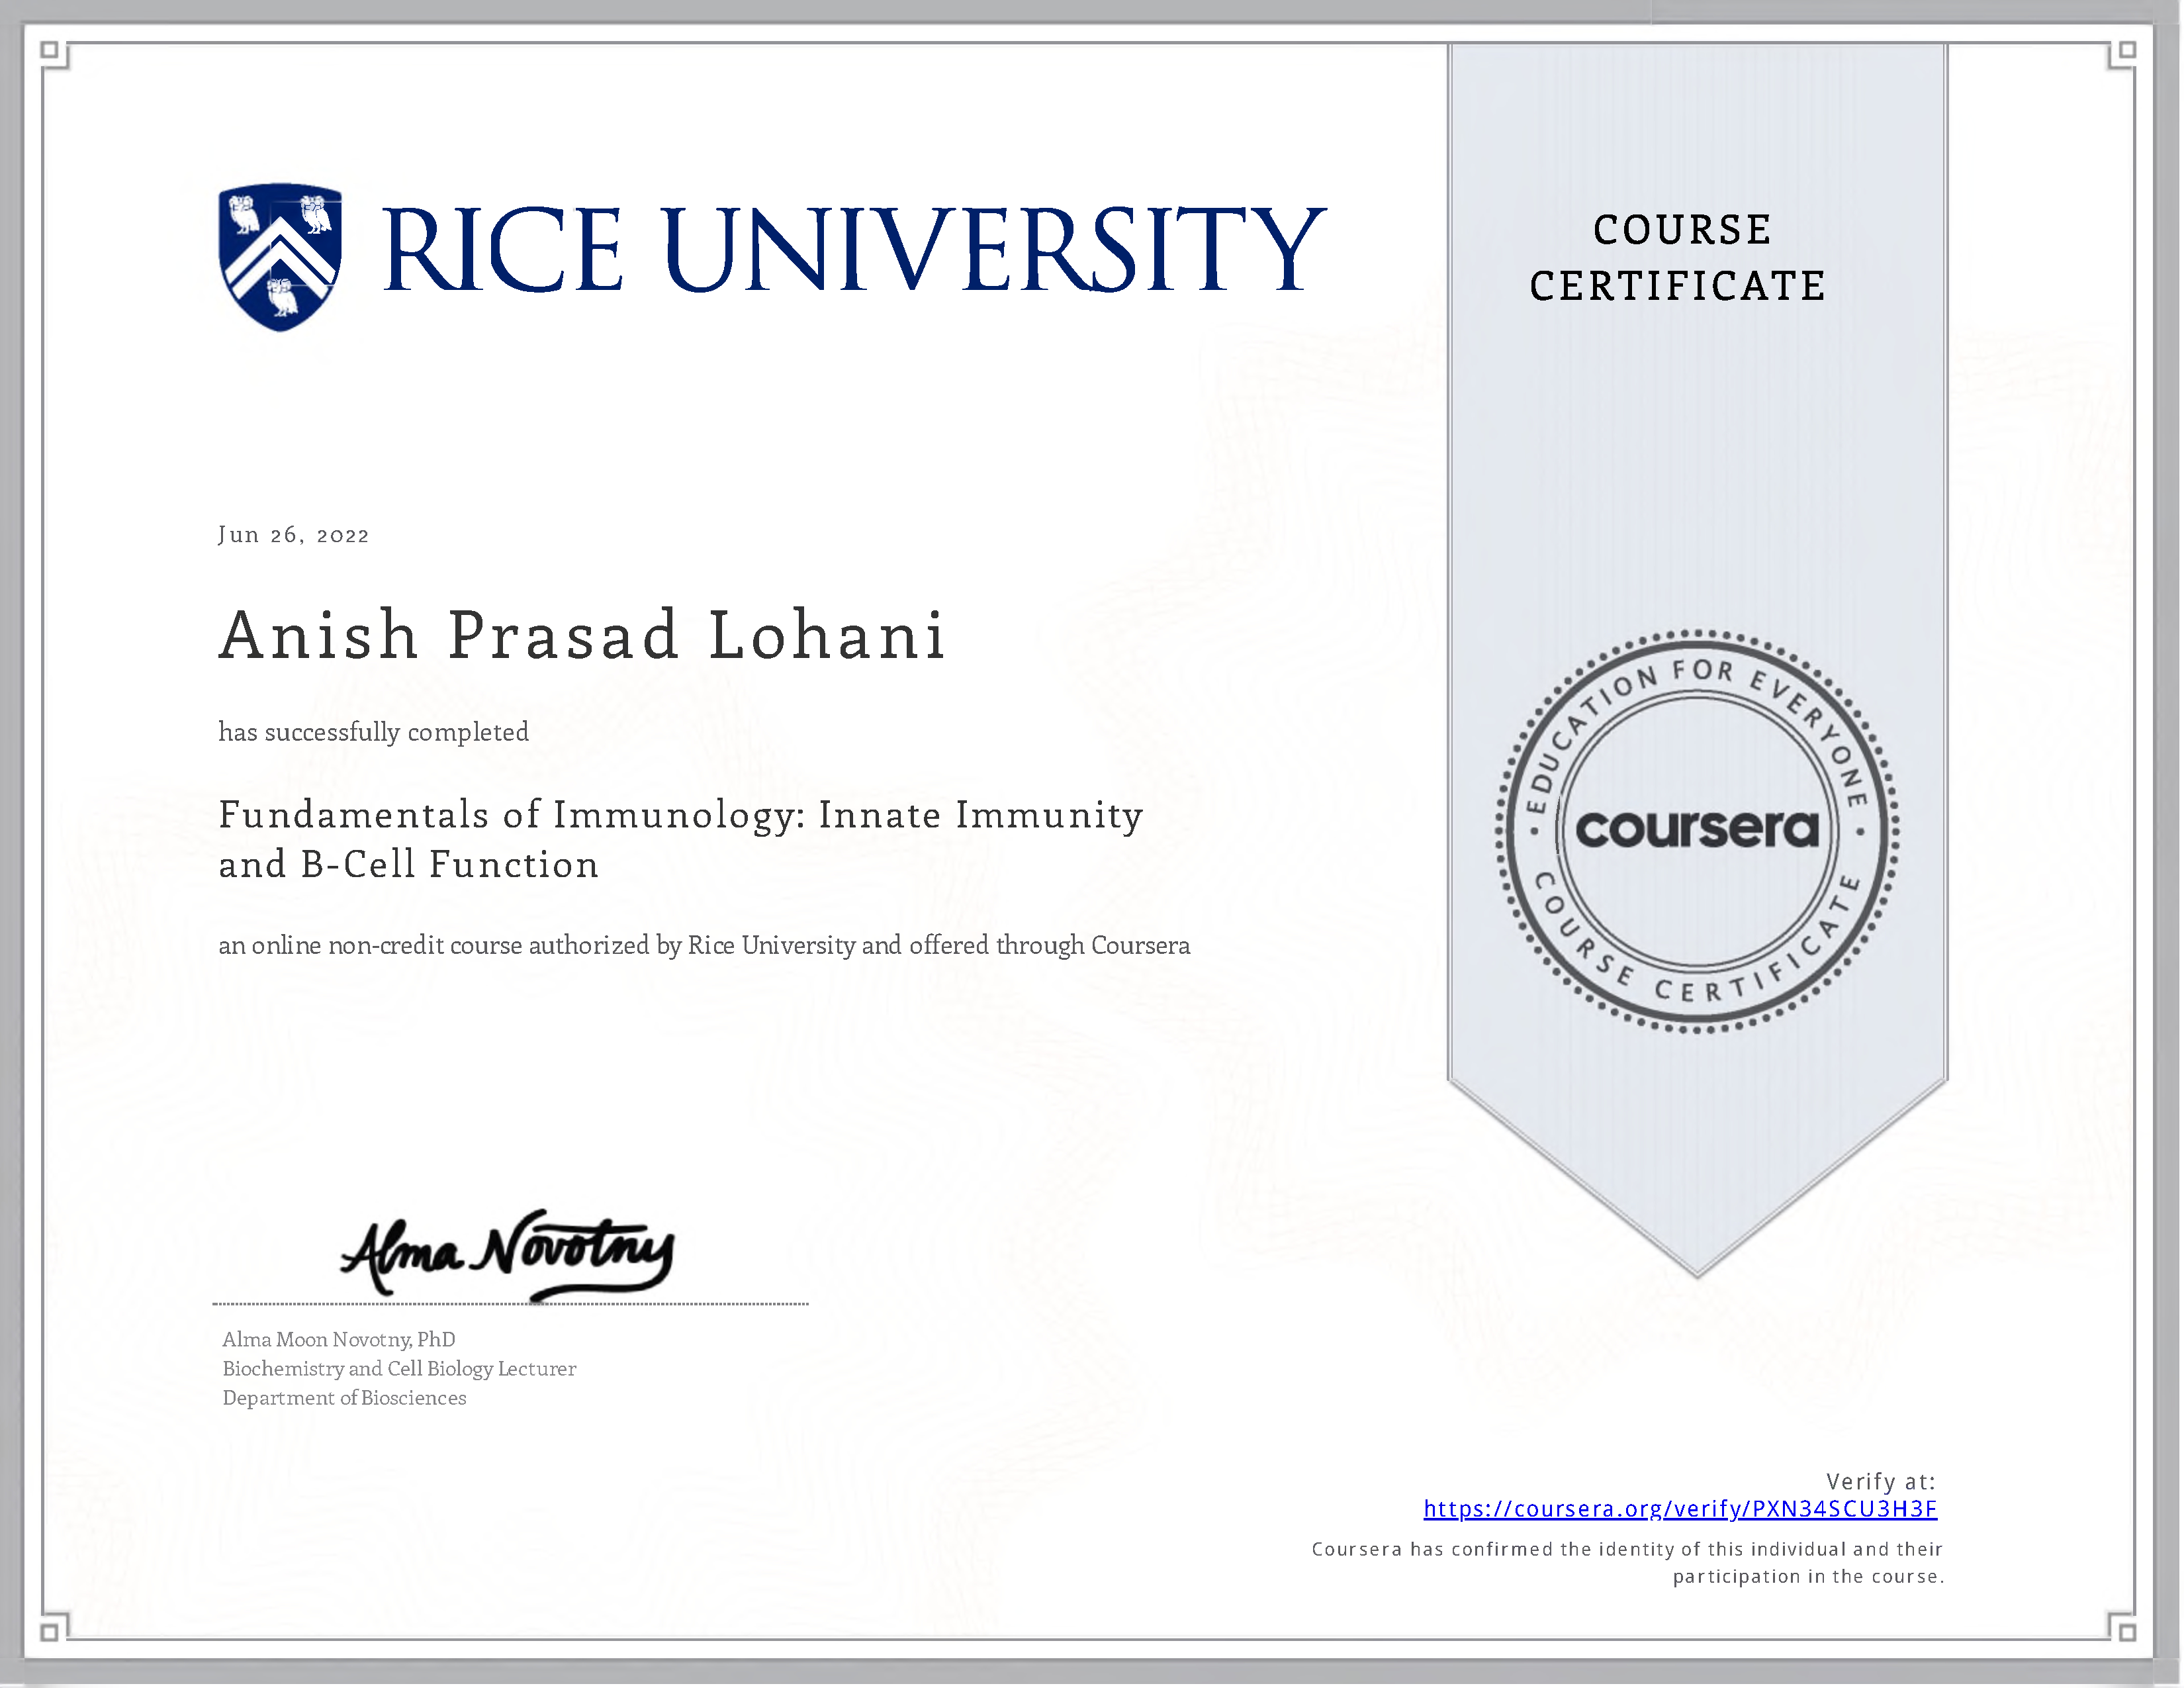 RICE UNIVERSITY
COURSE
CERTIFICATE
Jun 26, 2022
Anish Prasad Lohani
has successfully completed
Fundamentals of Immunology: Innate Immunity
and B-Cell Function
an online non-credit course authorized by Rice University and offered through Coursera
EDUCATION FOR EVERYONE
coursera
COURSE CERTIFICATE
Alma Novotny
Alma Moon Novotny, PhD
Biochemistry and Cell Biology Lecturer
Department of Biosciences
Verify at:
https://coursera.org/verify/PXN34SCU3H3F
Coursera has confirmed the identity of this individual and their
participation in the course.